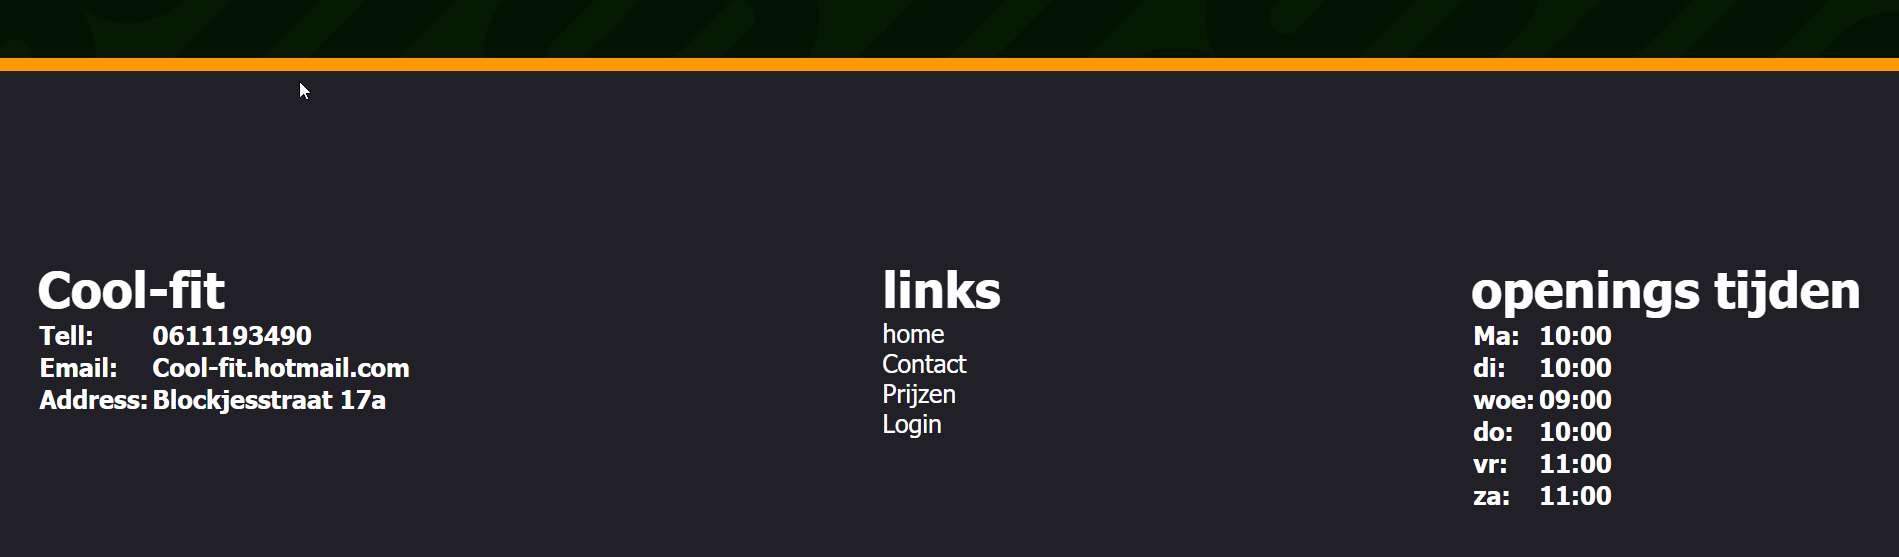 Cool-fit
Tell: 0611193490
Email: Cool-fit.hotmail.com
Address: Blockjesstraat 17a
links
home
Contact
Prijzen
Login
openings tijden
Ma: 10:00
di: 10:00
woe: 09:00
do: 10:00
vr: 11:00
za: 11:00